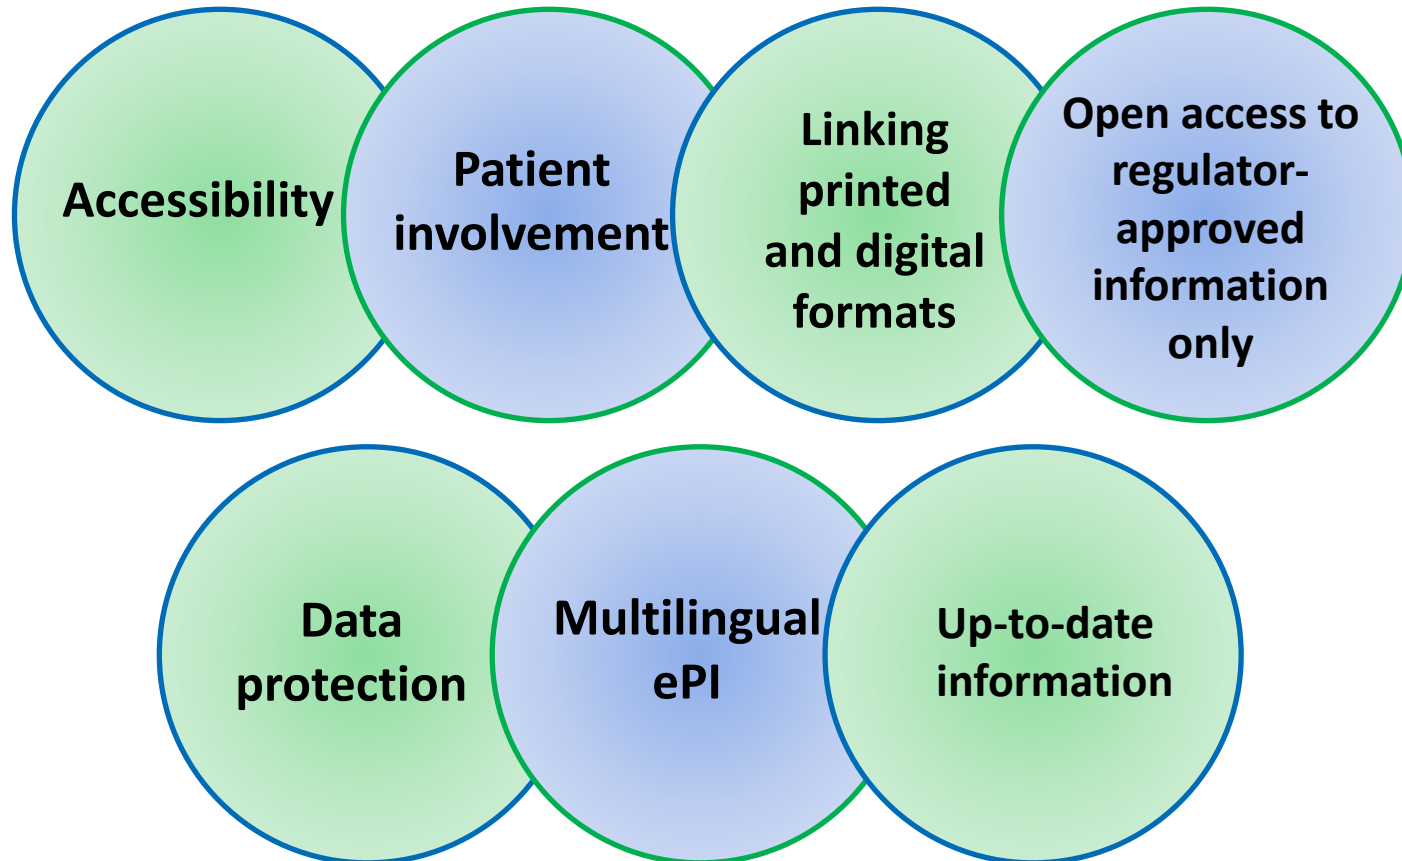 Accessibility
Patient
involvement
Linking
printed
and digital
formats
Open access to
regulator-
approved
information
only
Data
protection
Multilingual
ePI
Up-to-date
information